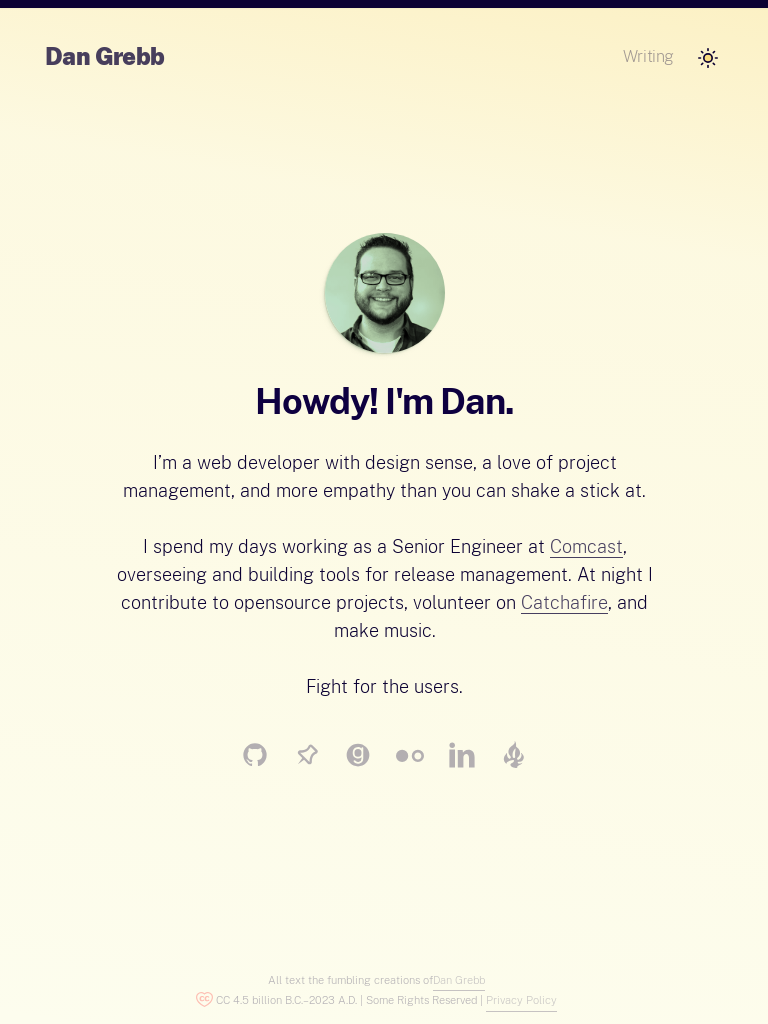 Dan Grebb
Writing
Howdy! I'm Dan.
I’m a web developer with design sense, a love of project
management, and more empathy than you can shake a stick at.
I spend my days working as a Senior Engineer at Comcast,
overseeing and building tools for release management. At night I
contribute to opensource projects, volunteer on Catchafire, and
make music.
Fight for the users.
All text the fumbling creations ofDan Grebb
CC 4.5 billion B.C.–2023 A.D. | Some Rights Reserved | Privacy Policy